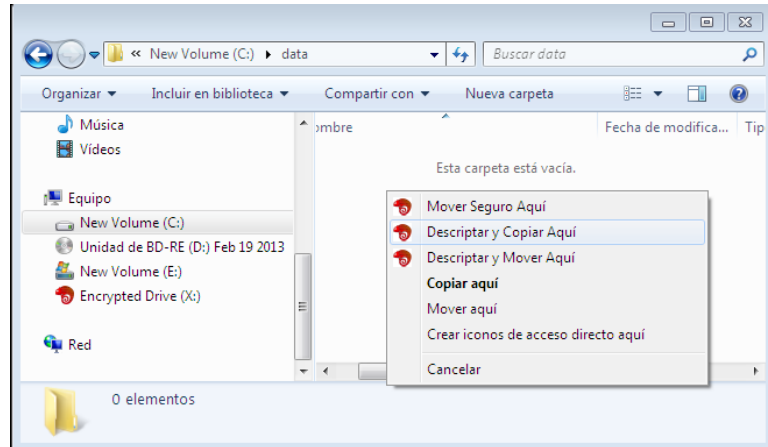 « New Volume (C:) ▸ data
Buscar data
Organizar
Incluir en biblioteca
Compartir con
Nueva carpeta
Música
Vídeos
Equipo
New Volume (C:)
Unidad de BD-RE (D:) Feb 19 2013
New Volume (E:)
Encrypted Drive (X:)
Red
ombre
Fecha de modifica...
Tip
Esta carpeta está vacía.
Mover Seguro Aquí
Descriptar y Copiar Aquí
Descriptar y Mover Aquí
Copiar aquí
Mover aquí
Crear iconos de acceso directo aquí
Cancelar
0 elementos